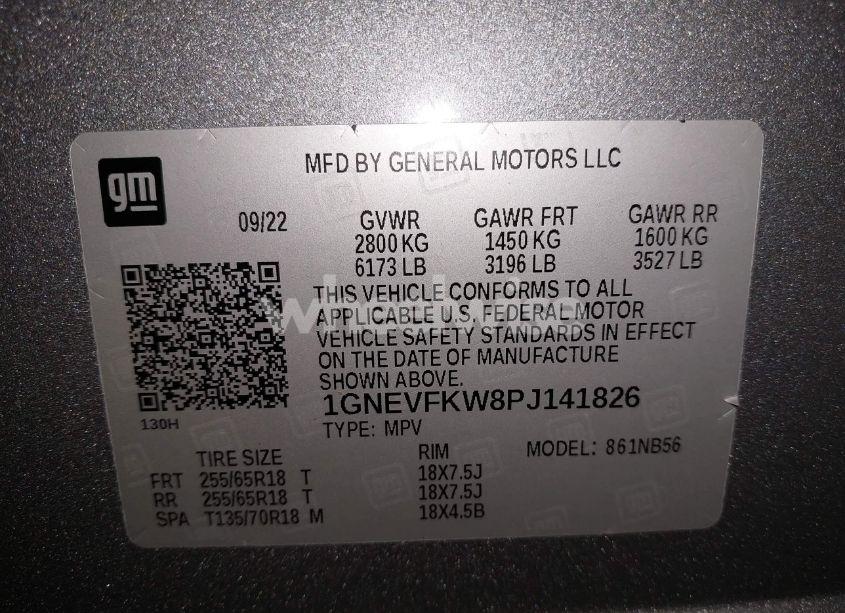 MFD BY GENERAL MOTORS LLC
gm
09/22
GVWR GAWR FRT GAWR RR
2800 KG 1450 KG 1600 KG
6173 LB 3196 LB 3527 LB
THIS VEHICLE CONFORMS TO ALL
APPLICABLE U.S. FEDERAL MOTOR
VEHICLE SAFETY STANDARDS IN EFFECT
ON THE DATE OF MANUFACTURE
SHOWN ABOVE.
1GNEVFKW8PJ141826
130H
TYPE: MPV
MODEL: 861NB56
TIRE SIZE RIM
FRT 255/65R18 T 18X7.5J
RR 255/65R18 T 18X7.5J
SPA T135/70R18 M 18X4.5B